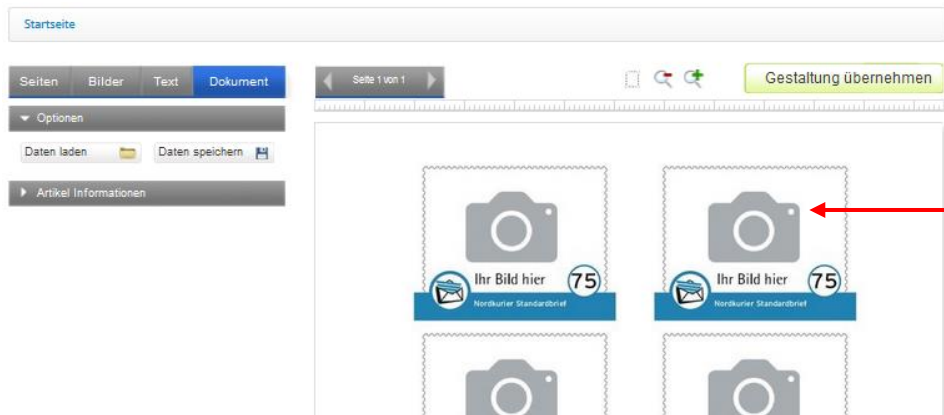 Startseite
Seiten Bilder Text Dokument
Seite 1 von 1
Gestaltung übernehmen
Optionen
Daten laden Daten speichern
Artikel Informationen
Ihr Bild hier 75
Nordkurier Standardbrief
Ihr Bild hier 75
Nordkurier Standardbrief